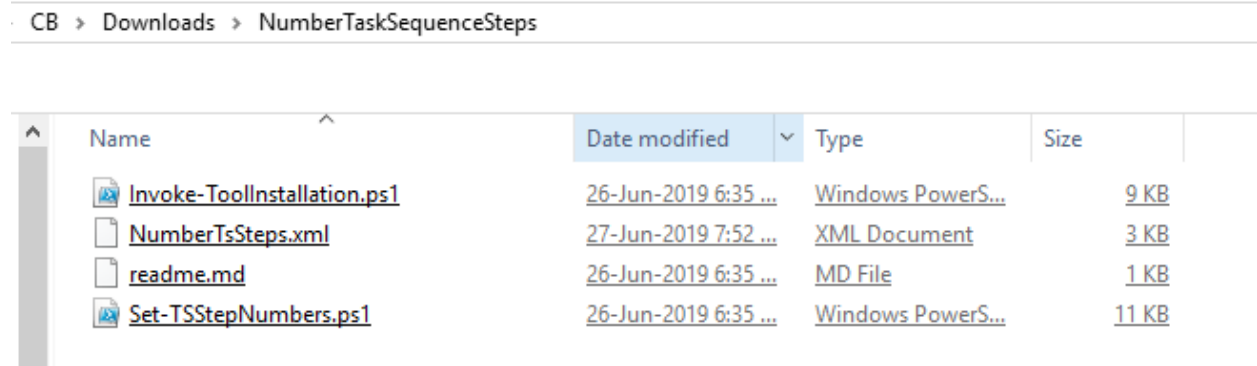 CB > Downloads > NumberTaskSequenceSteps
Name Date modified Type Size
Invoke-ToolInstallation.ps1 26-Jun-2019 6:35 ... Windows PowerS... 9 KB
NumberTsSteps.xml 27-Jun-2019 7:52 ... XML Document 3 KB
readme.md 26-Jun-2019 6:35 ... MD File 1 KB
Set-TSStepNumbers.ps1 26-Jun-2019 6:35 ... Windows PowerS... 11 KB